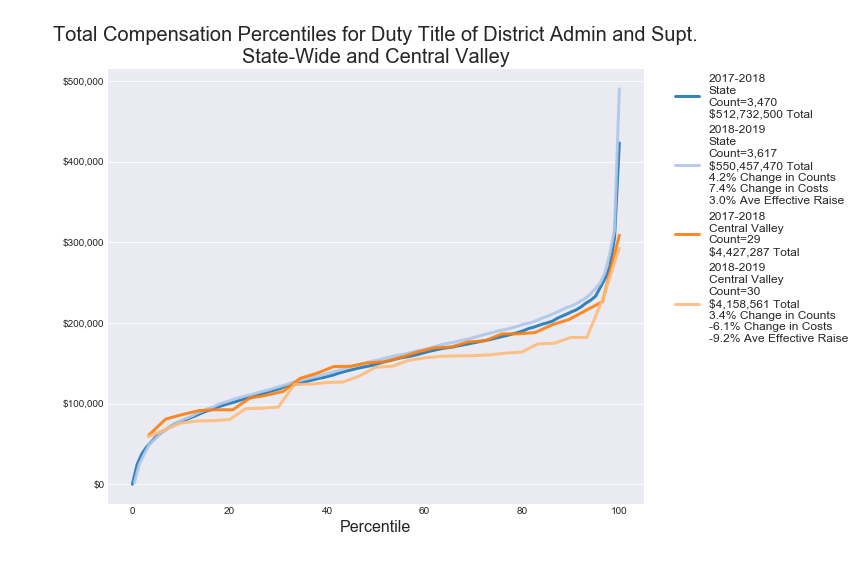 Total Compensation Percentiles for Duty Title of District Admin and Supt.
State-Wide and Central Valley
$500,000
$400,000
$300,000
$200,000
$100,000
$0
0
20
40
60
80
100
Percentile
2017-2018
State
Count=3,470
$512,732,500 Total
2018-2019
State
Count=3,617
$550,457,470 Total
4.2% Change in Counts
7.4% Change in Costs
3.0% Ave Effective Raise
2017-2018
Central Valley
Count=29
$4,427,287 Total
2018-2019
Central Valley
Count=30
$4,158,561 Total
3.4% Change in Counts
-6.1% Change in Costs
-9.2% Ave Effective Raise